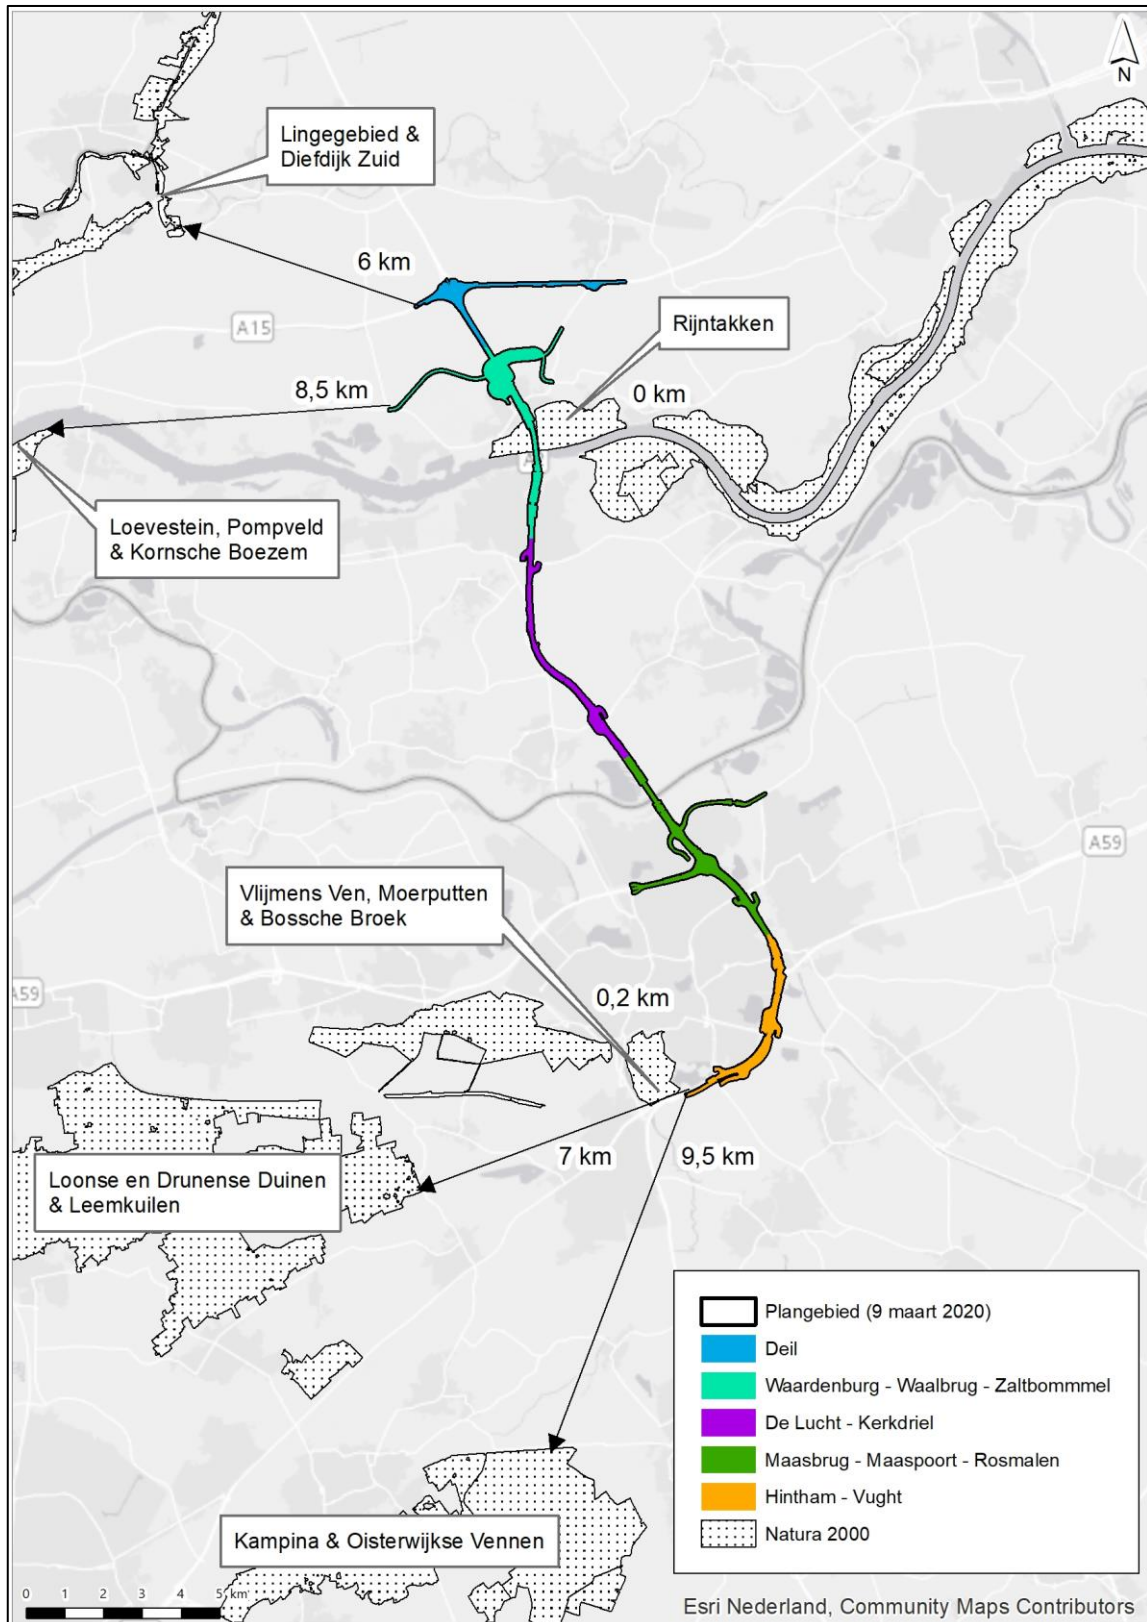 N
Lingegebied &
Diefdijk Zuid
6 km
A15
Rijntakken
8,5 km
0 km
Loevestein, Pompveld
& Kornsche Boezem
A59
Vlijmens Ven, Moerputten
& Bossche Broek
A59
0,2 km
7 km
9,5 km
Loonse en Drunense Duinen
& Leemkuilen
Plangebied (9 maart 2020)
Deil
Waardenburg - Waalbrug - Zaltbommmel
De Lucht - Kerkdriel
Maasbrug - Maaspoort - Rosmalen
Hintham - Vught
Natura 2000
Kampina & Oisterwijkse Vennen
0 1 2 3 4 5 km
Esri Nederland, Community Maps Contributors